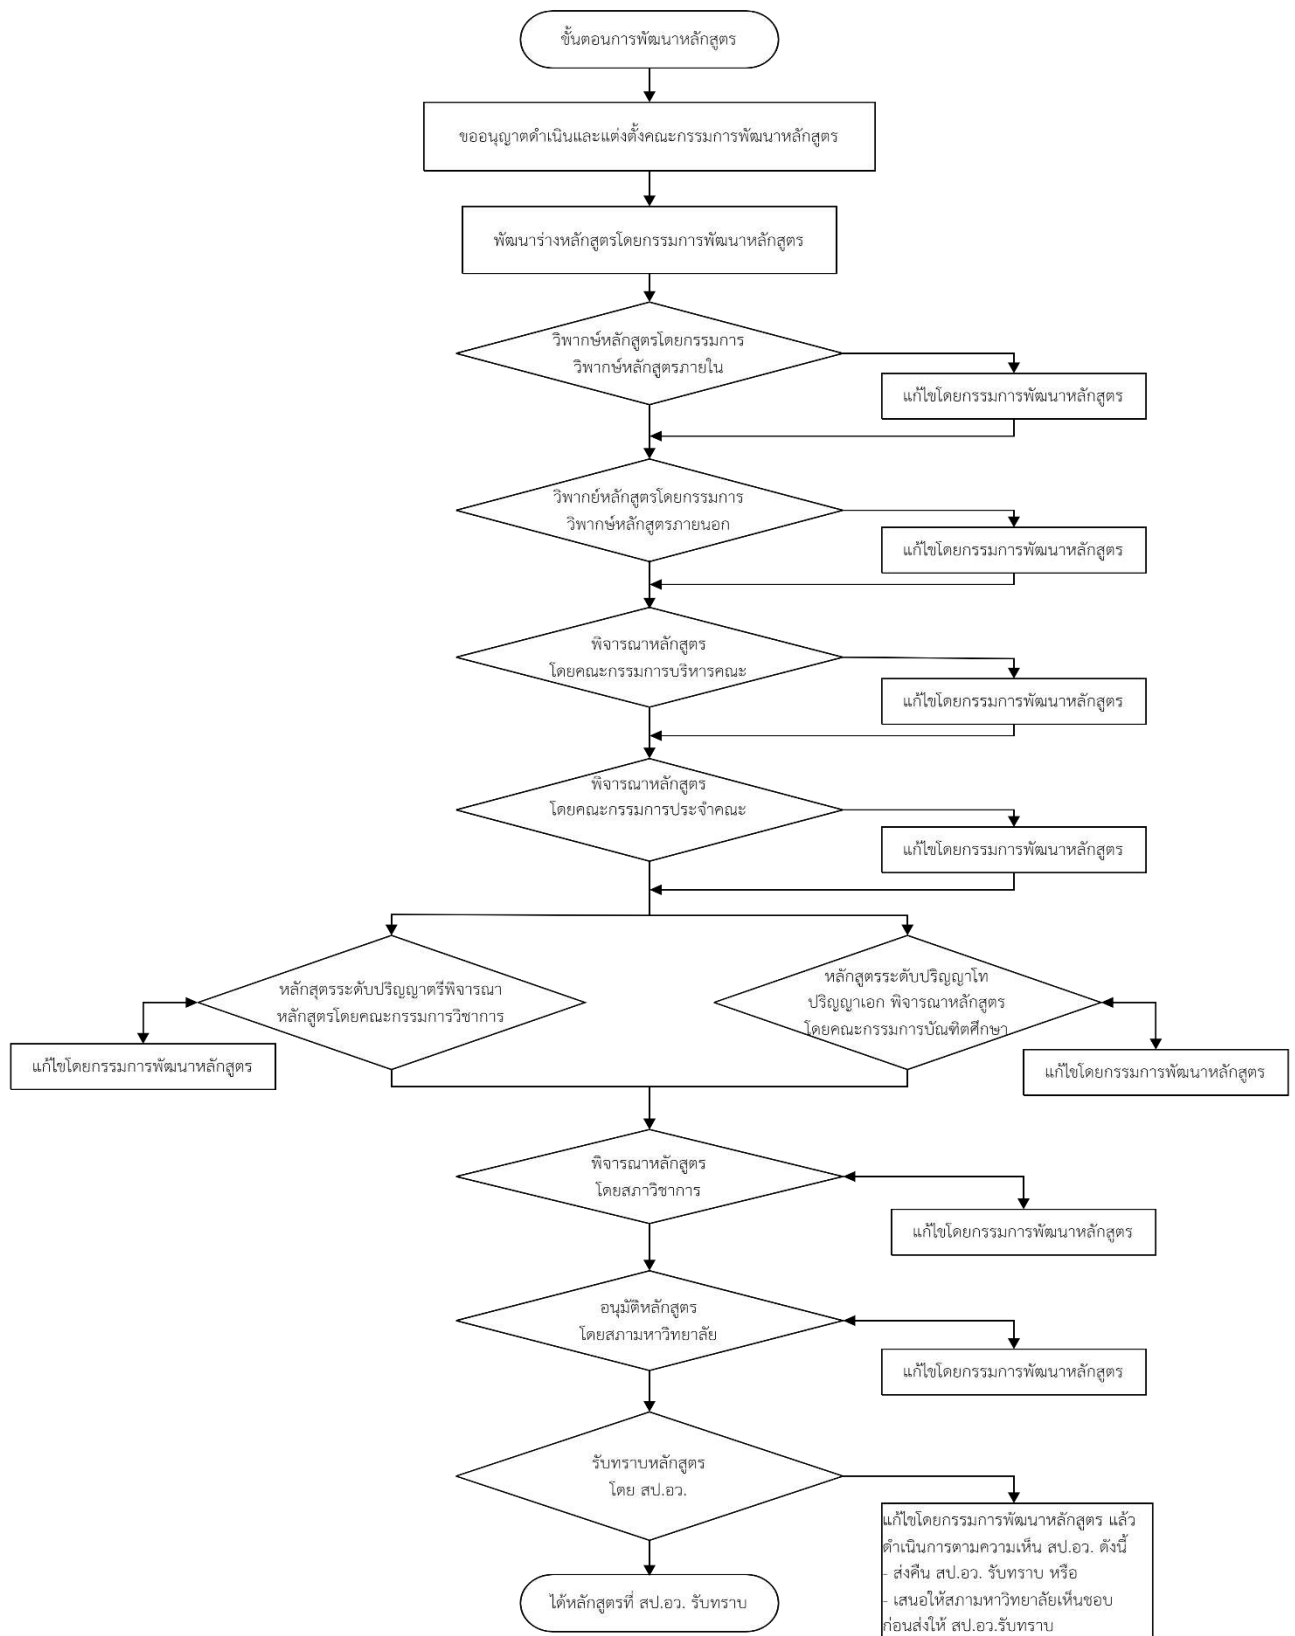 ขั้นตอนการพัฒนาหลักสูตร
ขออนุญาตดำเนินและแต่งตั้งคณะกรรมการพัฒนาหลักสูตร
พัฒนาร่างหลักสูตรโดยกรรมการพัฒนาหลักสูตร
วิพากษ์หลักสูตรโดยกรรมการ
วิพากษ์หลักสูตรภายใน
แก้ไขโดยกรรมการพัฒนาหลักสูตร
วิพากย์หลักสูตรโดยกรรมการ
วิพากษ์หลักสูตรภายนอก
แก้ไขโดยกรรมการพัฒนาหลักสูตร
พิจารณาหลักสูตร
โดยคณะกรรมการบริหารคณะ
แก้ไขโดยกรรมการพัฒนาหลักสูตร
พิจารณาหลักสูตร
โดยคณะกรรมการประจำคณะ
แก้ไขโดยกรรมการพัฒนาหลักสูตร
หลักสุตรระดับปริญญาตรีพิจารณา
หลักสูตรโดยคณะกรรมการวิชาการ
แก้ไขโดยกรรมการพัฒนาหลักสูตร
หลักสูตรระดับปริญญาโท
ปริญญาเอก พิจารณาหลักสูตร
โดยคณะกรรมการบัณฑิตศึกษา
แก้ไขโดยกรรมการพัฒนาหลักสูตร
พิจารณาหลักสูตร
โดยสภาวิชาการ
แก้ไขโดยกรรมการพัฒนาหลักสูตร
อนุมัติหลักสูตร
โดยสภามหาวิทยาลัย
แก้ไขโดยกรรมการพัฒนาหลักสูตร
รับทราบหลักสูตร
โดย สป.อว.
แก้ไขโดยกรรมการพัฒนาหลักสูตร แล้ว
ดำเนินการตามความเห็น สป.อว. ดังนี้
- ส่งคืน สป.อว. รับทราบ หรือ
- เสนอให้สภามหาวิทยาลัยเห็นชอบ
ก่อนส่งให้ สป.อว.รับทราบ
ได้หลักสูตรที่ สป.อว. รับทราบ